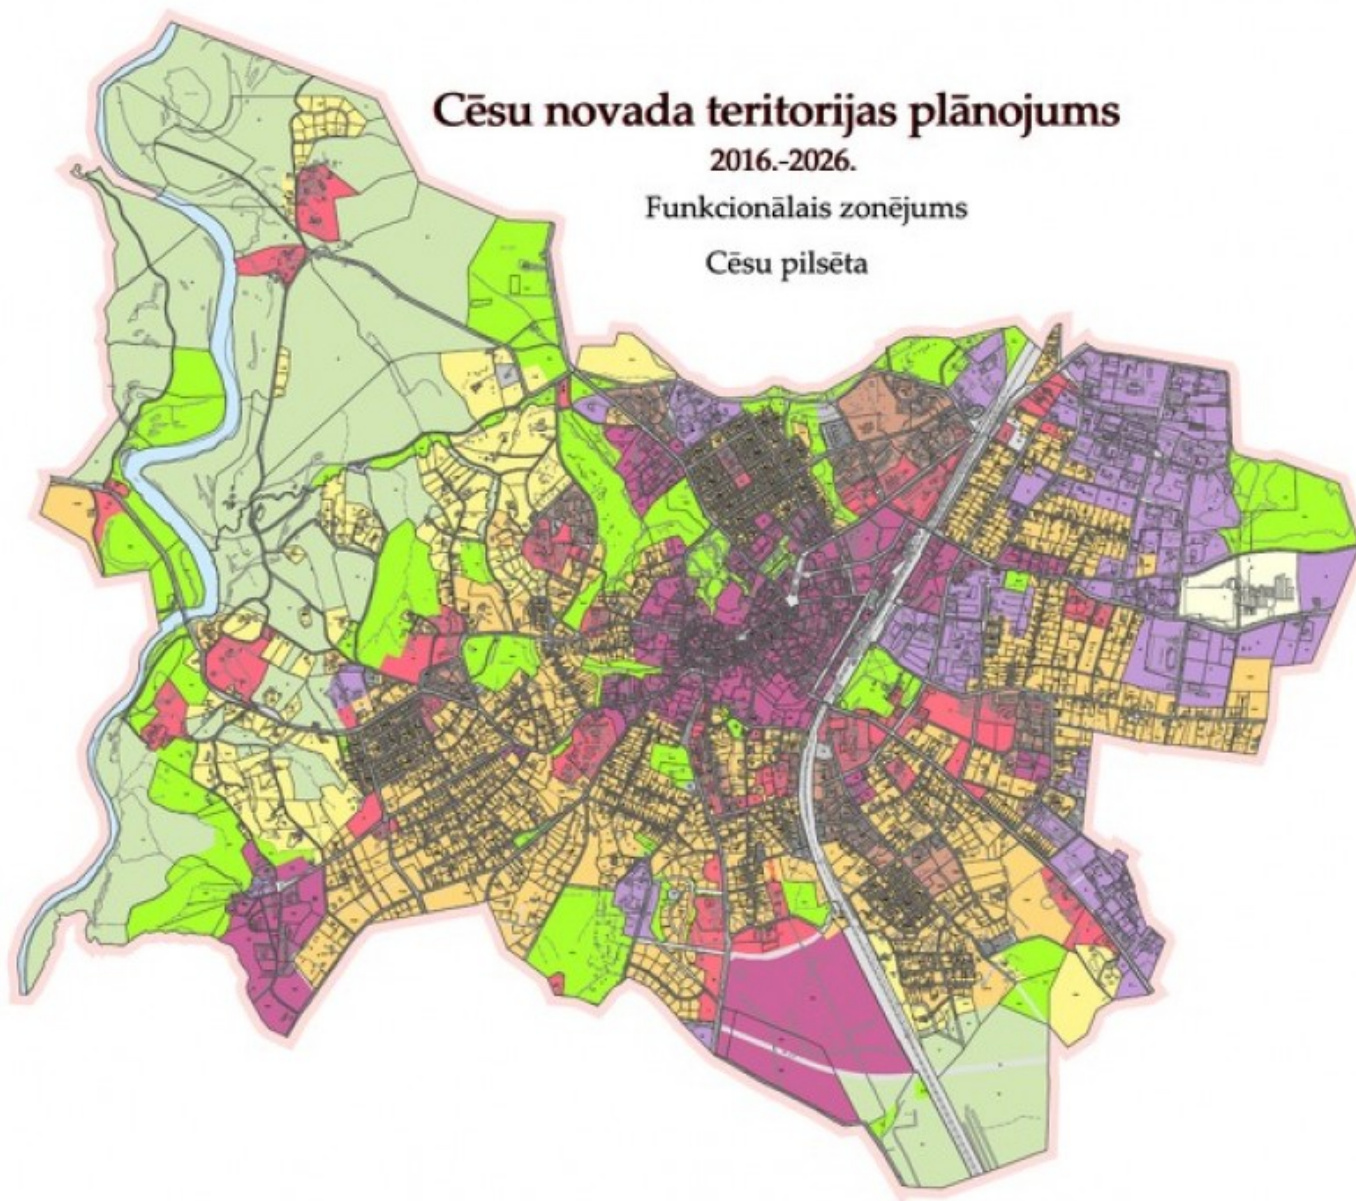 Cēsu novada teritorijas plānojums
2016.-2026.
Funkcionālais zonējums
Cēsu pilsēta